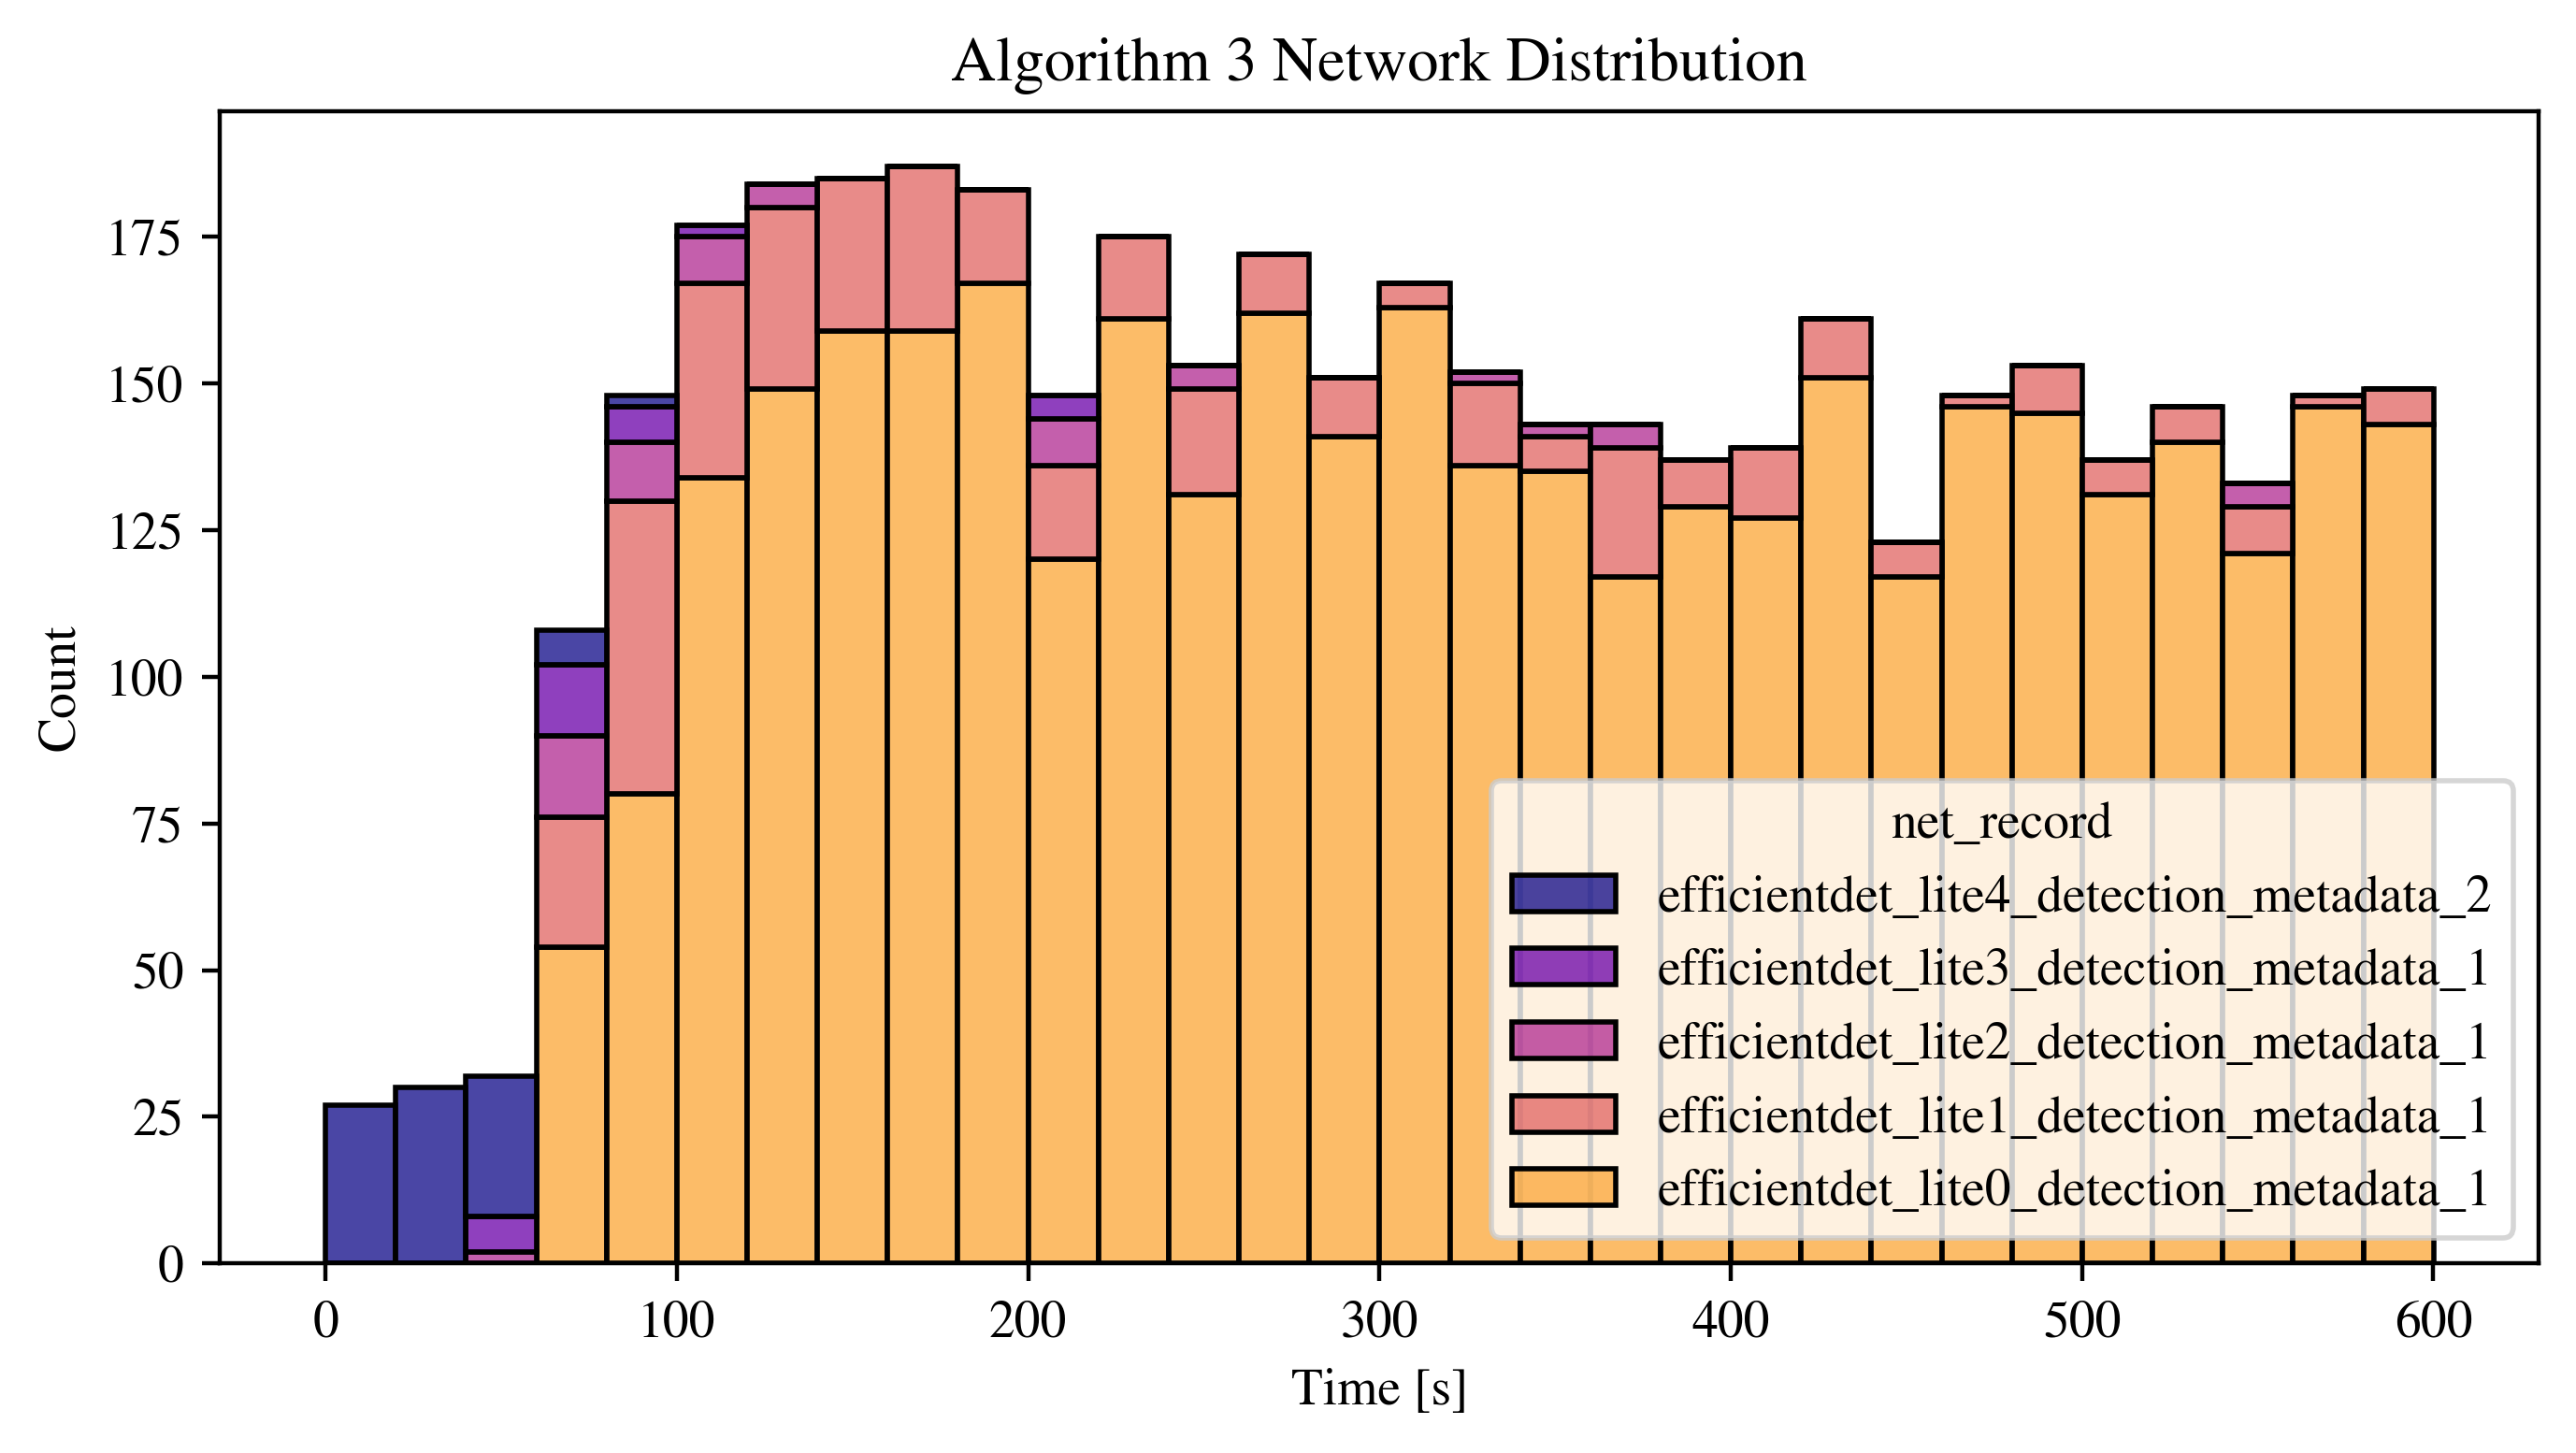 Algorithm 3 Network Distribution
Count
175
150
125
100
75
50
25
0
net_record
efficientdet_lite4_detection_metadata_2
efficientdet_lite3_detection_metadata_1
efficientdet_lite2_detection_metadata_1
efficientdet_lite1_detection_metadata_1
efficientdet_lite0_detection_metadata_1
0 100 200 300 400 500 600
Time [s]